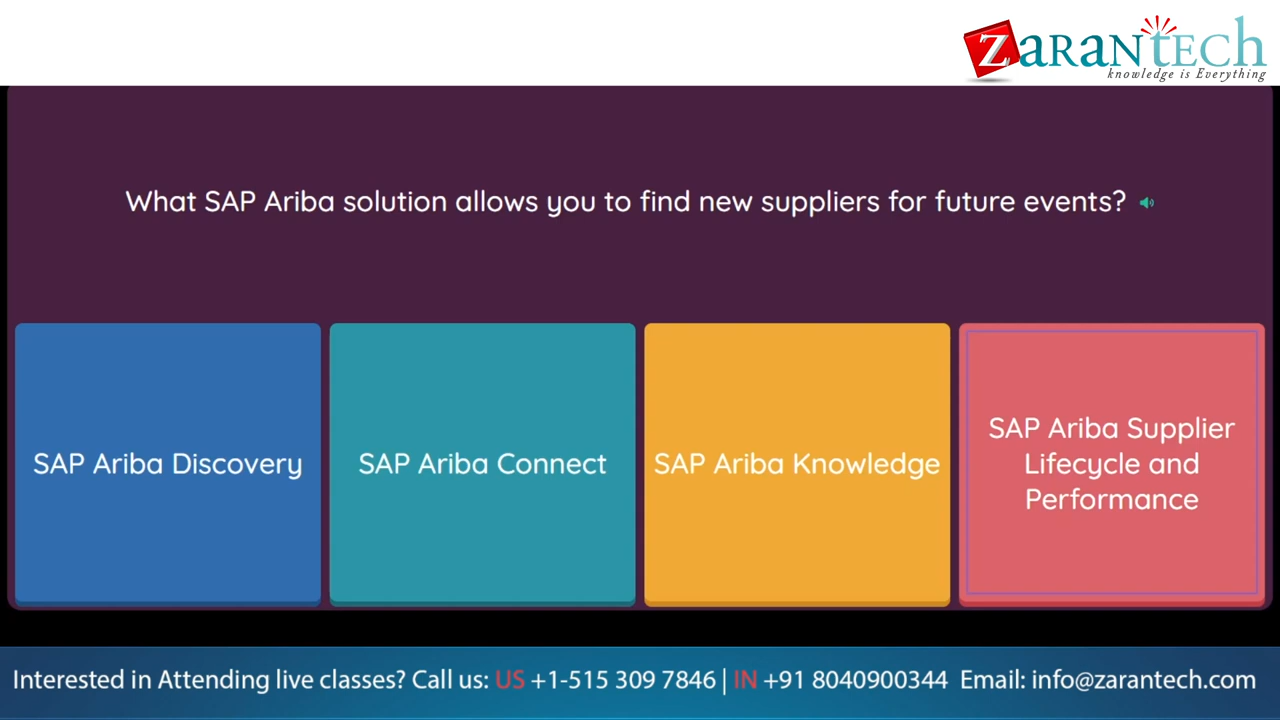 ZARANTECH
knowledge is Everything
What SAP Ariba solution allows you to find new suppliers for future events?
SAP Ariba Discovery
SAP Ariba Connect
SAP Ariba Knowledge
SAP Ariba Supplier
Lifecycle and
Performance
Interested in Attending live classes? Call us: US +1-515 309 7846 | IN +91 8040900344 Email: info@zarantech.com